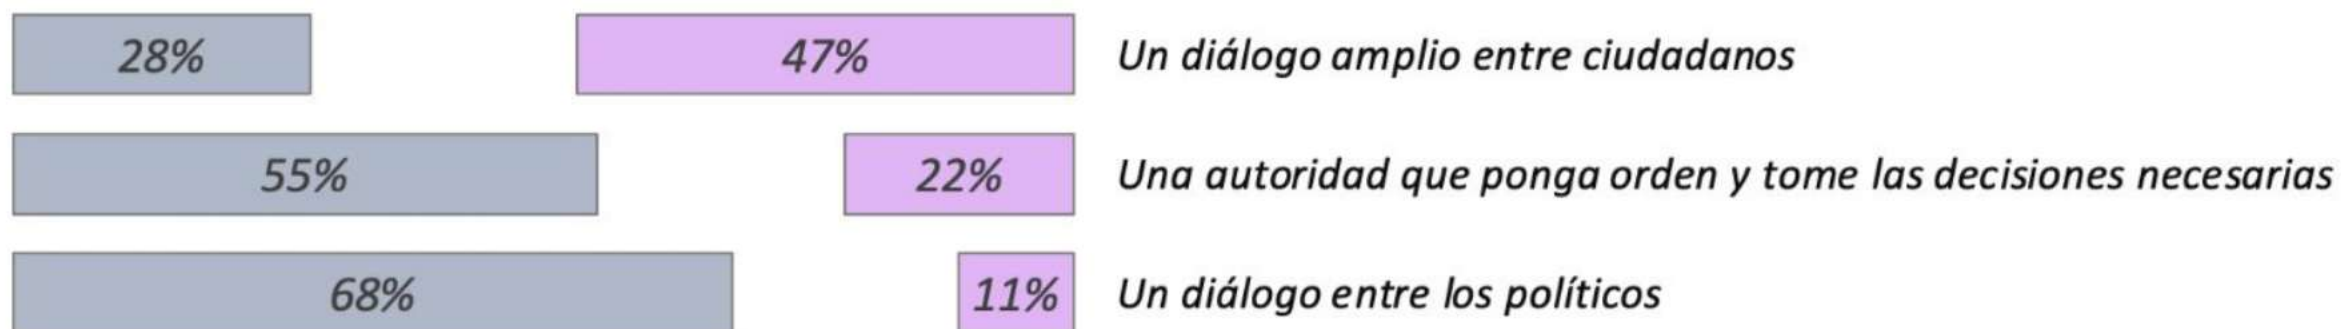 28% 47% Un diálogo amplio entre ciudadanos
55% 22% Una autoridad que ponga orden y tome las decisiones necesarias
68% 11% Un diálogo entre los políticos